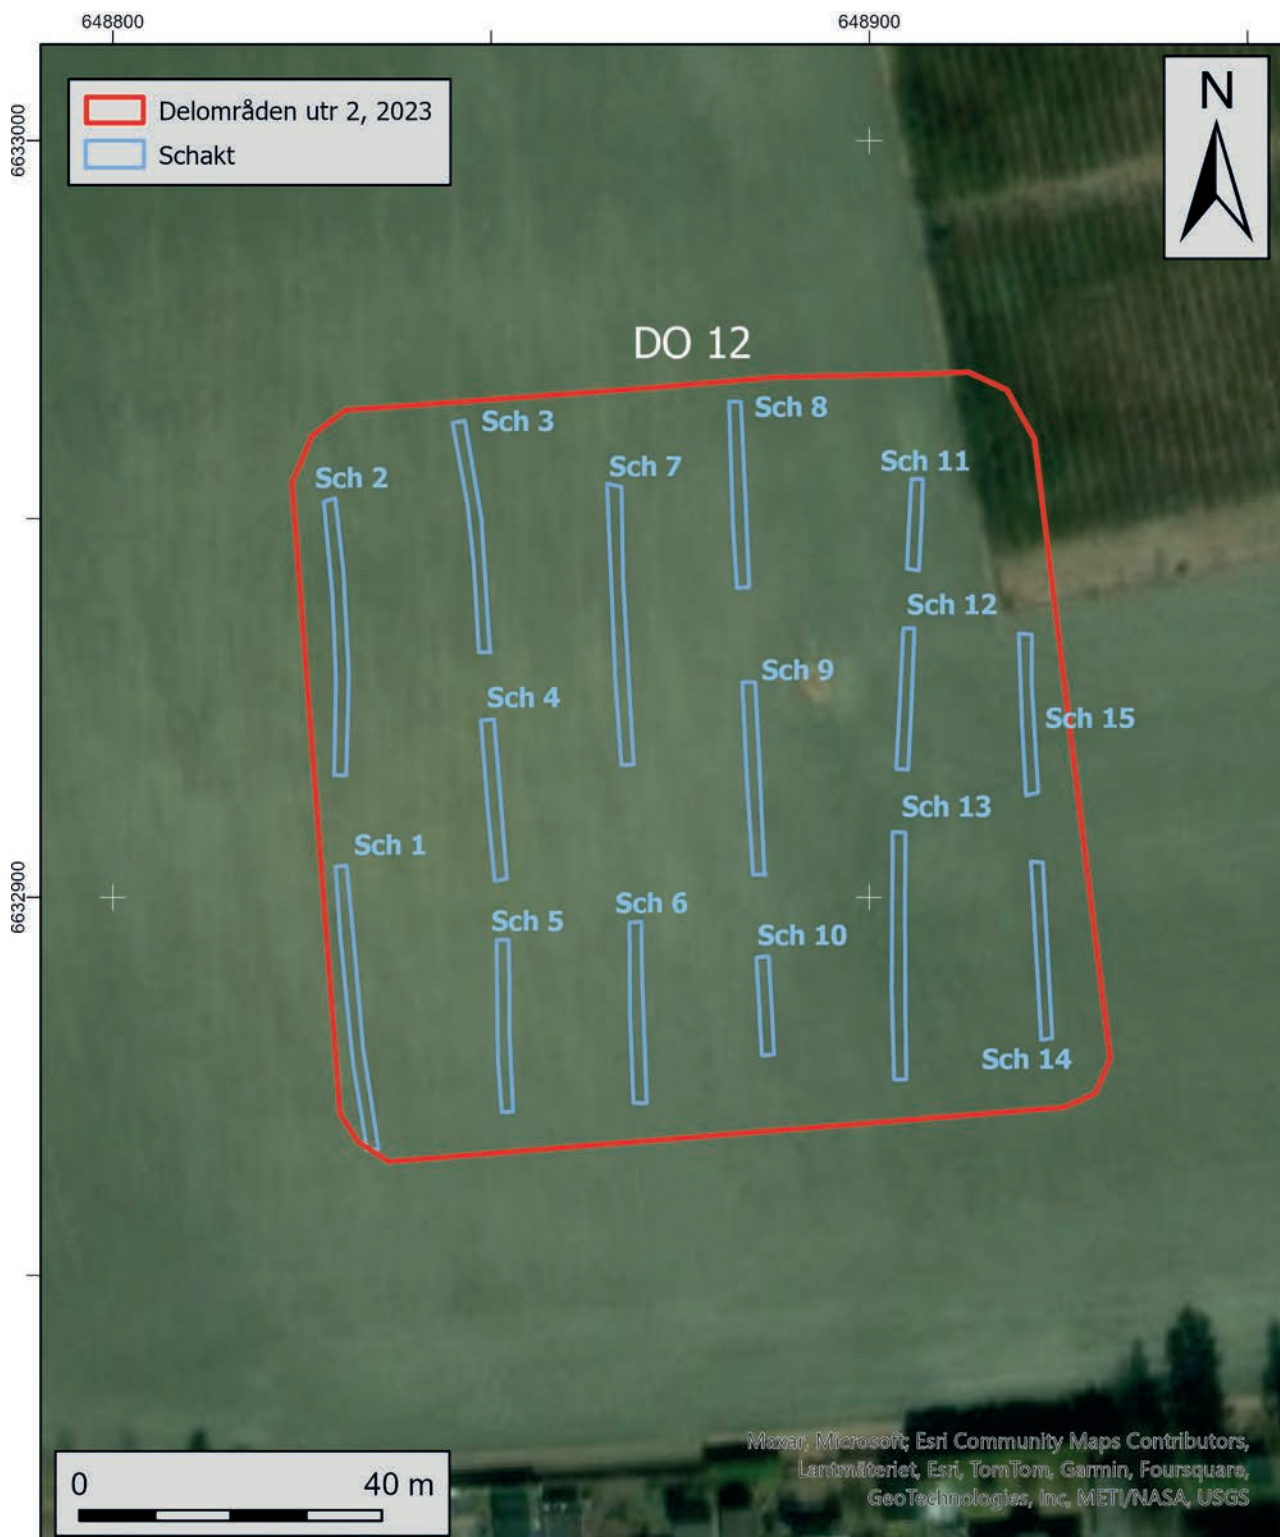 648800
648900
6633000
Delområden utr 2, 2023
Schakt
N
DO 12
Sch 3
Sch 8
Sch 2
Sch 7
Sch 11
Sch 12
Sch 4
Sch 9
Sch 15
Sch 1
Sch 13
6632900
Sch 5
Sch 6
Sch 10
Sch 14
Maxar, Microsoft, Esri Community Maps Contributors,
Lantmäteriet, Esri, TomTom, Garmin, Foursquare,
GeoTechnologies, Inc, METI/NASA, USGS
0 40 m